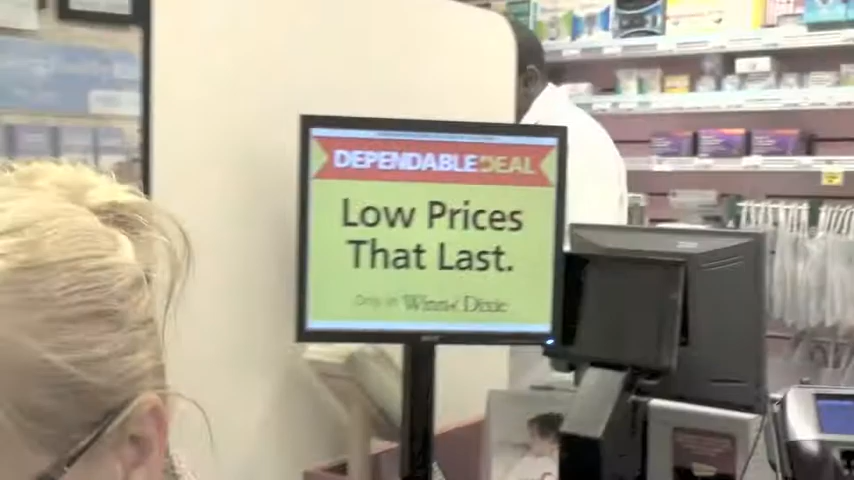 DEPENDABLE DEAL
Low Prices
That Last.
Only at Winn Dixie